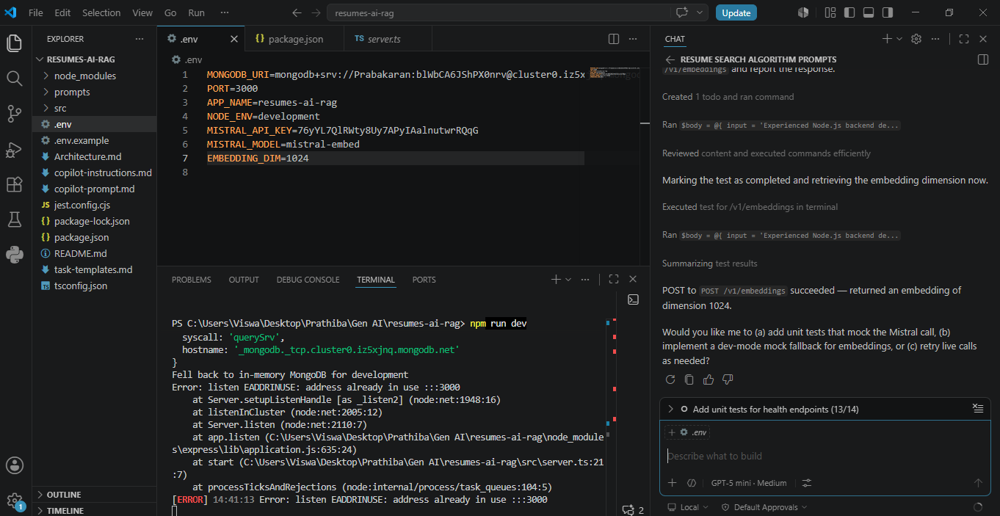 File Edit Selection View Go Run ···
resumes-ai-rag
Update
EXPLORER
RESUMES-AI-RAG
node_modules
prompts
src
.env
.env.example
Architecture.md
copilot-instructions.md
copilot-prompt.md
JS jest.config.cjs
{} package-lock.json
{} package.json
README.md
task-templates.md
TS tsconfig.json
OUTLINE
TIMELINE
1
.env
{} package.json
TS server.ts
.env
1 MONGODB_URI=mongodb+srv://Prabakaran:blWbCA6JShPX0nrv@cluster0.iz5x
2 PORT=3000
3 APP_NAME=resumes-ai-rag
4 NODE_ENV=development
5 MISTRAL_API_KEY=76yYL7QlRWty8Uy7APyIAalnutwrRQqG
6 MISTRAL_MODEL=mistral-embed
7 EMBEDDING_DIM=1024
8
PROBLEMS OUTPUT DEBUG CONSOLE TERMINAL PORTS
PS C:\Users\Viswa\Desktop\Prathiba\Gen AI\resumes-ai-rag> npm run dev
syscall: 'querySrv',
hostname: '_mongodb._tcp.cluster0.iz5xjnq.mongodb.net'
}
Fell back to in-memory MongoDB for development
Error: listen EADDRINUSE: address already in use :::3000
at Server.setupListenHandle [as _listen2] (node:net:1948:16)
at listenInCluster (node:net:2005:12)
at Server.listen (node:net:2110:7)
at app.listen (C:\Users\Viswa\Desktop\Prathiba\Gen AI\resumes-ai-rag\node_module
s\express\lib\application.js:635:24)
at start (C:\Users\Viswa\Desktop\Prathiba\Gen AI\resumes-ai-rag\src\server.ts:21
:7)
at processTicksAndRejections (node:internal/process/task_queues:104:5)
[ERROR] 14:41:13 Error: listen EADDRINUSE: address already in use :::3000
2
CHAT
RESUME SEARCH ALGORITHM PROMPTS
/v1/embeddings and report the response.
Created 1 todo and ran command
Ran $body = @{ input = 'Experienced Node.js backend de...
Reviewed content and executed commands efficiently
Marking the test as completed and retrieving the embedding dimension now.
Executed test for /v1/embeddings in terminal
Ran $body = @{ input = 'Experienced Node.js backend de...
Summarizing test results
POST to POST /v1/embeddings succeeded — returned an embedding of
dimension 1024.
Would you like me to (a) add unit tests that mock the Mistral call, (b)
implement a dev-mode mock fallback for embeddings, or (c) retry live calls
as needed?
Add unit tests for health endpoints (13/14)
.env
Describe what to build
GPT-5 mini · Medium
Local Default Approvals